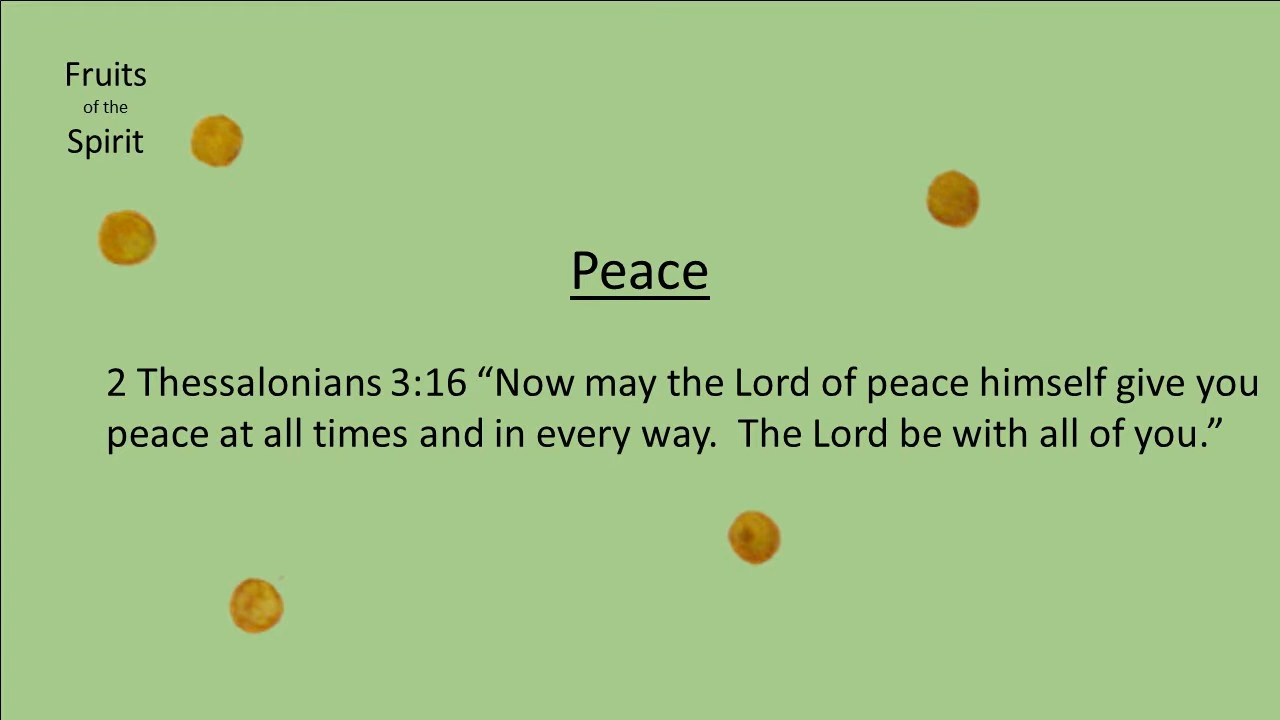 Fruits
of the
Spirit
Peace
2 Thessalonians 3:16 “Now may the Lord of peace himself give you
peace at all times and in every way.  The Lord be with all of you.”